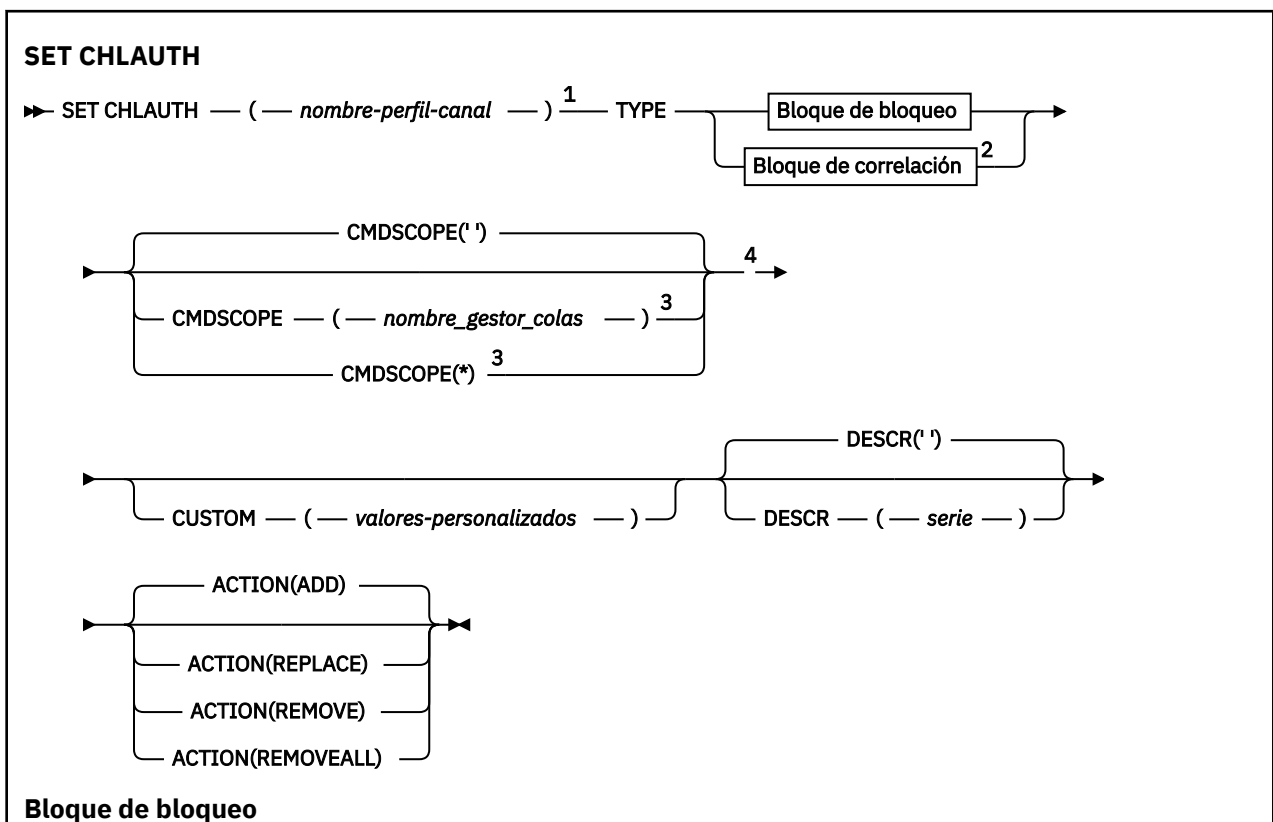 SET CHLAUTH
SET CHLAUTH ( nombre-perfil-canal ) 1 TYPE Bloque de bloqueo
Bloque de correlación 2
CMDSCOPE(' ')
4
CMDSCOPE ( nombre_gestor_colas ) 3
CMDSCOPE(*) 3
DESCR(' ')
CUSTOM ( valores-personalizados ) DESCR ( serie )
ACTION(ADD)
ACTION(REPLACE)
ACTION(REMOVE)
ACTION(REMOVEALL)
Bloque de bloqueo